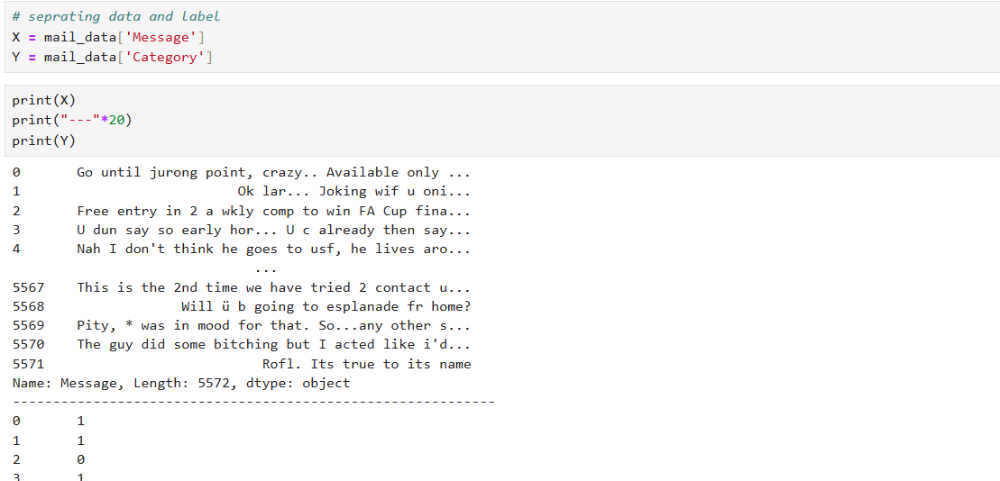 # seprating data and label
X = mail_data['Message']
Y = mail_data['Category']
print(X)
print("---"*20)
print(Y)
0       Go until jurong point, crazy.. Available only ...
1                           Ok lar... Joking wif u oni...
2       Free entry in 2 a wkly comp to win FA Cup fina...
3       U dun say so early hor... U c already then say...
4       Nah I don't think he goes to usf, he lives aro...
                              ...
5567    This is the 2nd time we have tried 2 contact u...
5568                 Will ü b going to esplanade fr home?
5569    Pity, * was in mood for that. So...any other s...
5570    The guy did some bitching but I acted like i'd...
5571                           Rofl. Its true to its name
Name: Message, Length: 5572, dtype: object
------------------------------------------------------------
0       1
1       1
2       0
3       1